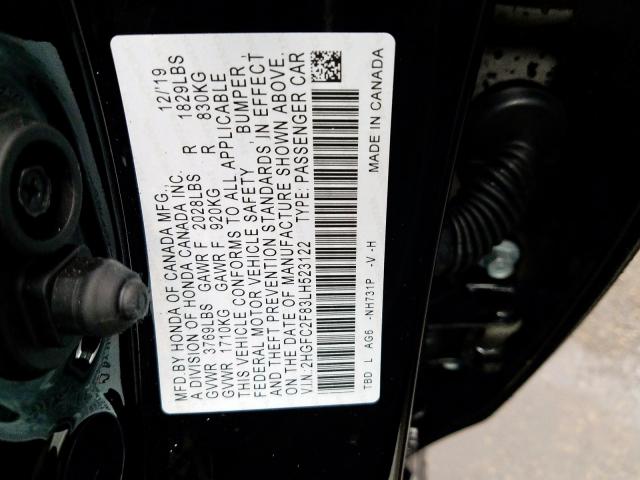 MFD.BY HONDA OF CANADA MFG., 12/'19
A DIVISION OF HONDA CANADA INC.
GVWR 3769LBS GAWR F 2028LBS R 1829LBS
GVWR 1710KG GAWR F 920KG R 830KG
THIS VEHICLE CONFORMS TO ALL APPLICABLE
FEDERAL MOTOR VEHICLE SAFETY, BUMPER,
AND THEFT PREVENTION STANDARDS IN EFFECT
ON THE DATE OF MANUFACTURE SHOWN ABOVE.
V.I.N.:2HGFC2F83LH523122 TYPE: PASSENGER CAR
TBD L AG6 -NH731P -V -H MADE IN CANADA